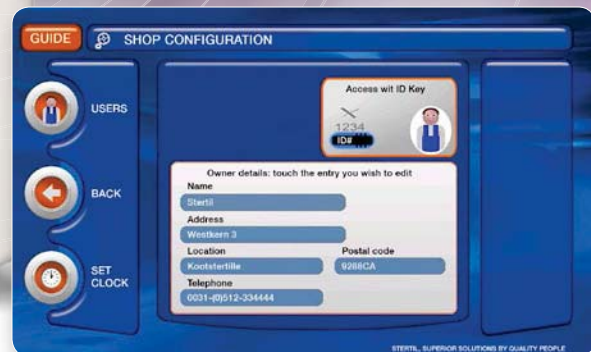 GUIDE
SHOP CONFIGURATION
USERS
Access wit ID Key
1234
ID#
BACK
Owner details: touch the entry you wish to edit
Name
Stertil
Address
Westkern 3
Location Postal code
Kootstertille 9288CA
SET
CLOCK
Telephone
0031-(0)512-334444
STERTIL, SUPERIOR SOLUTIONS BY QUALITY PEOPLE